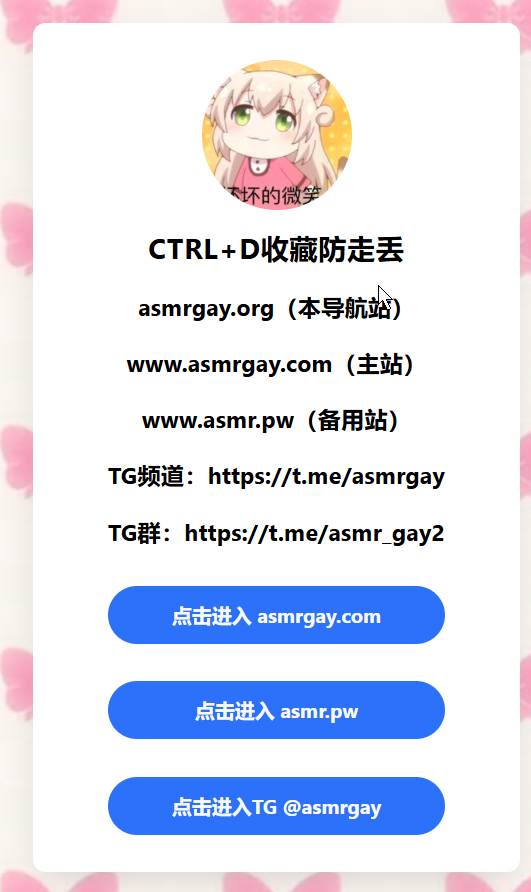 坏坏的微笑
CTRL+D收藏防走丢
asmrgay.org（本导航站）
www.asmrgay.com（主站）
www.asmr.pw（备用站）
TG频道：https://t.me/asmrgay
TG群：https://t.me/asmr_gay2
点击进入 asmrgay.com
点击进入 asmr.pw
点击进入TG @asmrgay